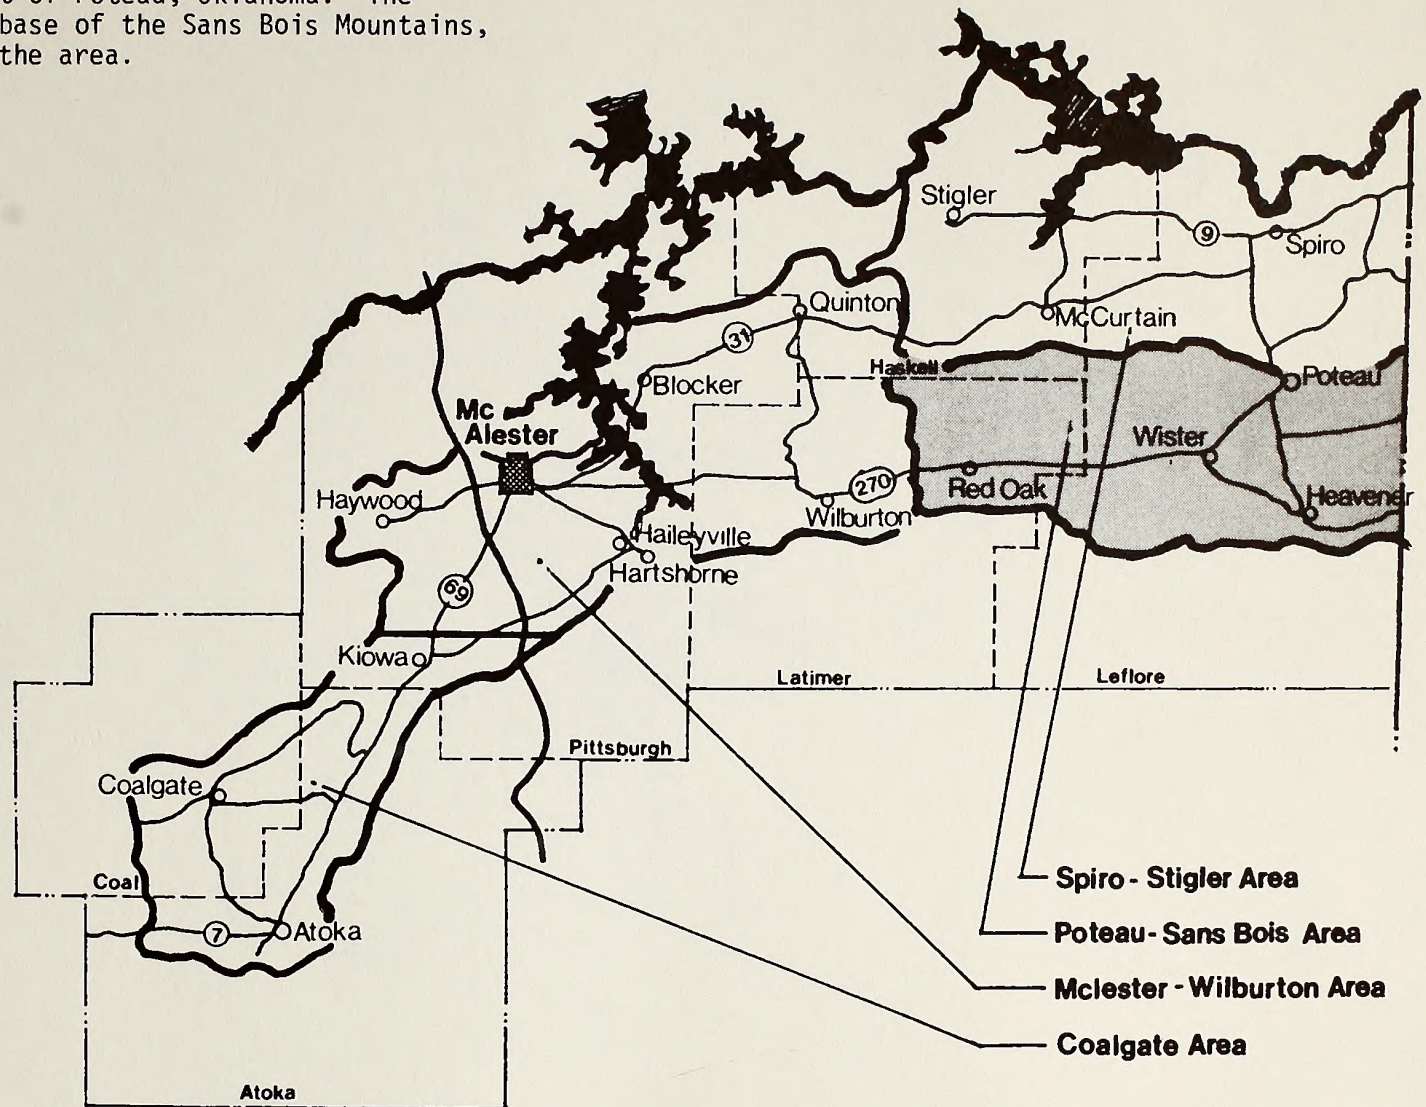 base of the Sans Bois Mountains,
the area.
Stigler
9
Spiro
Quinton
McCurtain
31
Haskell
Blocker
Poteau
Mc
Alester
Wister
270
Red Oak
Haywood
Heavener
Wilburton
Haileyville
Hartshorne
69
Kiowa
Latimer
Leflore
Pittsburgh
Coalgate
Coal
Spiro - Stigler Area
7
Atoka
Poteau - Sans Bois Area
Mclester - Wilburton Area
Coalgate Area
Atoka